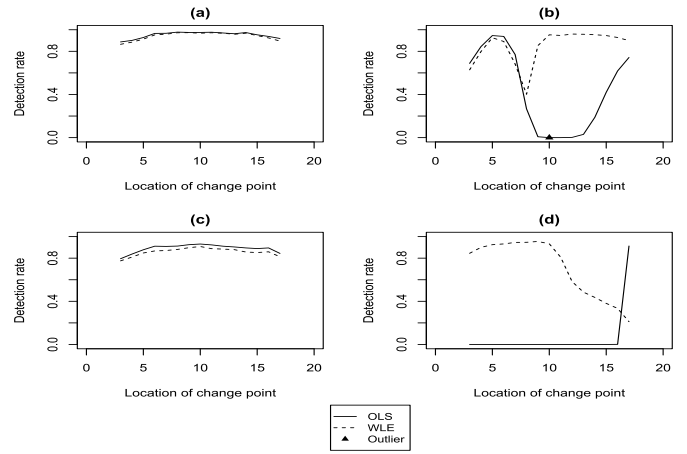 (a)
Detection rate
0.0 0.4 0.8
0 5 10 15 20
Location of change point
(b)
Detection rate
0.0 0.4 0.8
0 5 10 15 20
Location of change point
(c)
Detection rate
0.0 0.4 0.8
0 5 10 15 20
Location of change point
(d)
Detection rate
0.0 0.4 0.8
0 5 10 15 20
Location of change point
OLS
WLE
Outlier